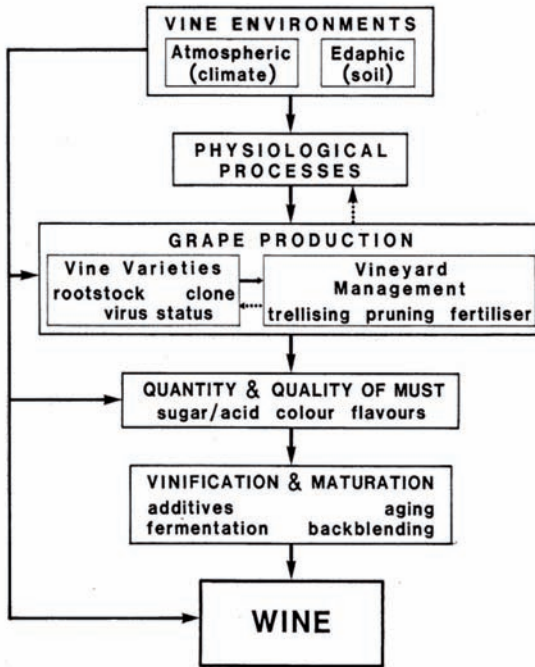 VINE ENVIRONMENTS
Atmospheric
(climate)
Edaphic
(soil)
PHYSIOLOGICAL
PROCESSES
GRAPE PRODUCTION
Vine Varieties
rootstock clone
virus status
Vineyard
Management
trellising pruning fertiliser
QUANTITY & QUALITY OF MUST
sugar/acid colour flavours
VINIFICATION & MATURATION
additives aging
fermentation backblending
WINE